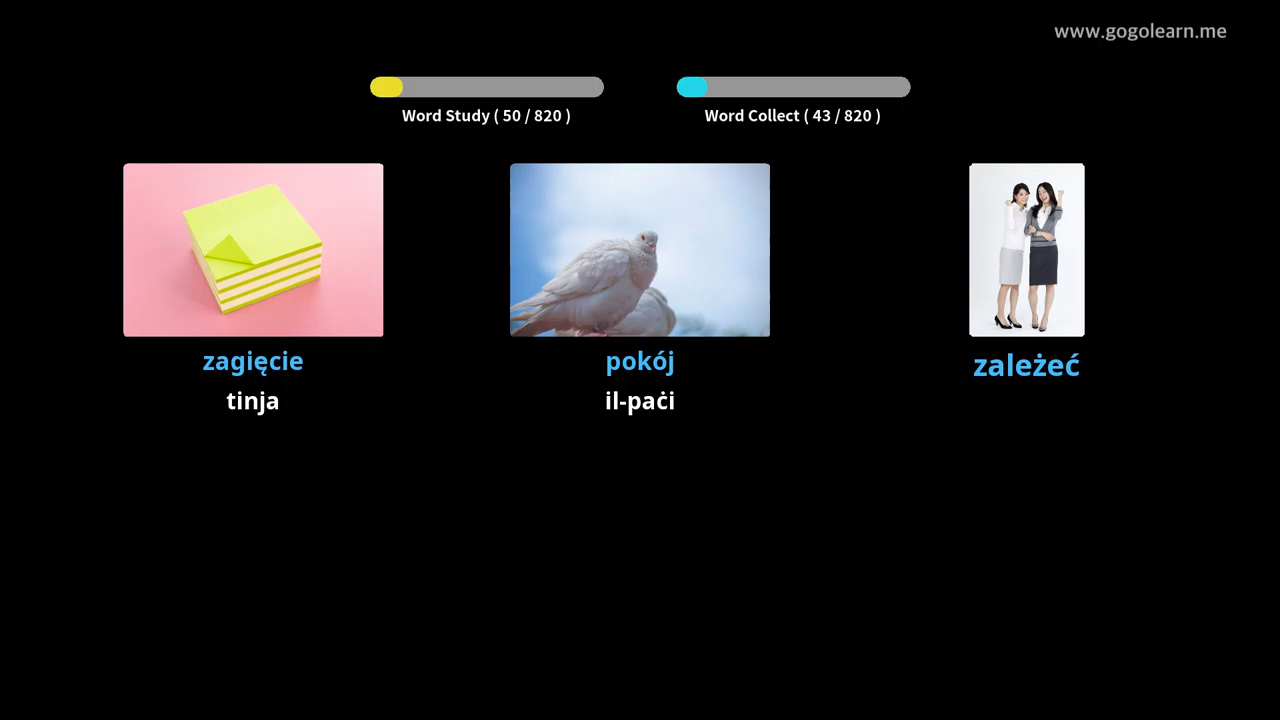 www.gogolearn.me
Word Study ( 50 / 820 )
Word Collect ( 43 / 820 )
zagięcie
tinja
pokój
il-paċi
zależeć